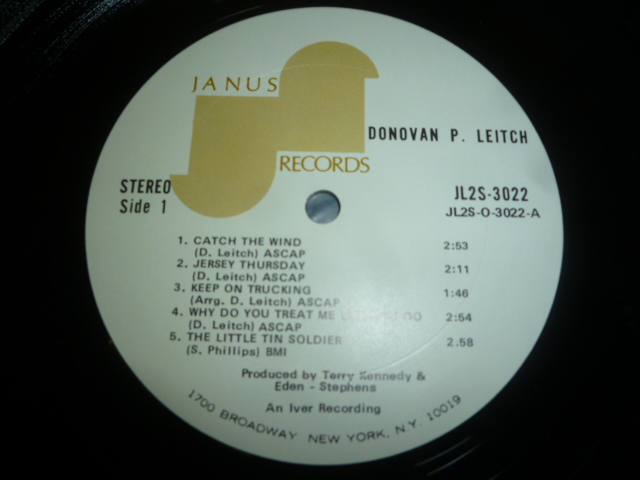 JANUS
RECORDS
DONOVAN P. LEITCH
STEREO
Side 1
JL2S-3022
JL2S-O-3022-A
1. CATCH THE WIND 2:53
(D. Leitch) ASCAP
2. JERSEY THURSDAY 2:11
(D. Leitch) ASCAP
3. KEEP ON TRUCKING 1:46
(Arrg. D. Leitch) ASCAP
4. WHY DO YOU TREAT ME DO 2:54
(D. Leitch) ASCAP
5. THE LITTLE TIN SOLDIER 2.58
(S. Phillips) BMI
Produced by Terry Kennedy &
Eden - Stephens
An Iver Recording
1700 BROADWAY NEW YORK, N.Y. 10019